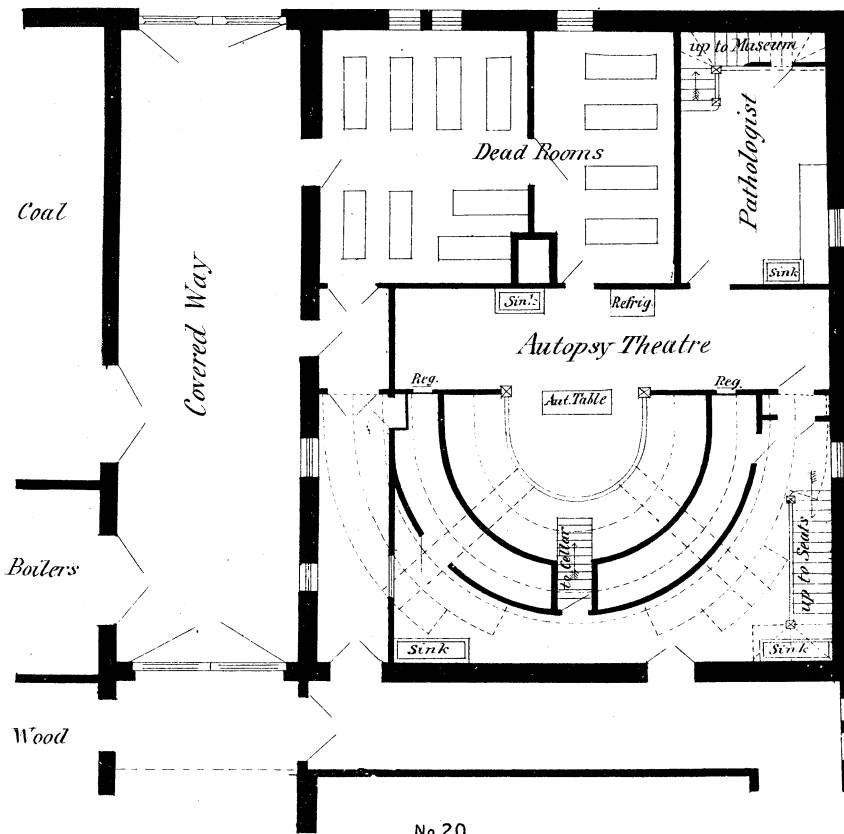 up to Museum
Dead Rooms
Pathologist
Coal
Covered Way
Sink
Sink
Refrig.
Autopsy Theatre
Reg.
Reg.
Aut. Table
Boilers
to Cellar
up to Seats
Sink
Sink
Wood
No 20